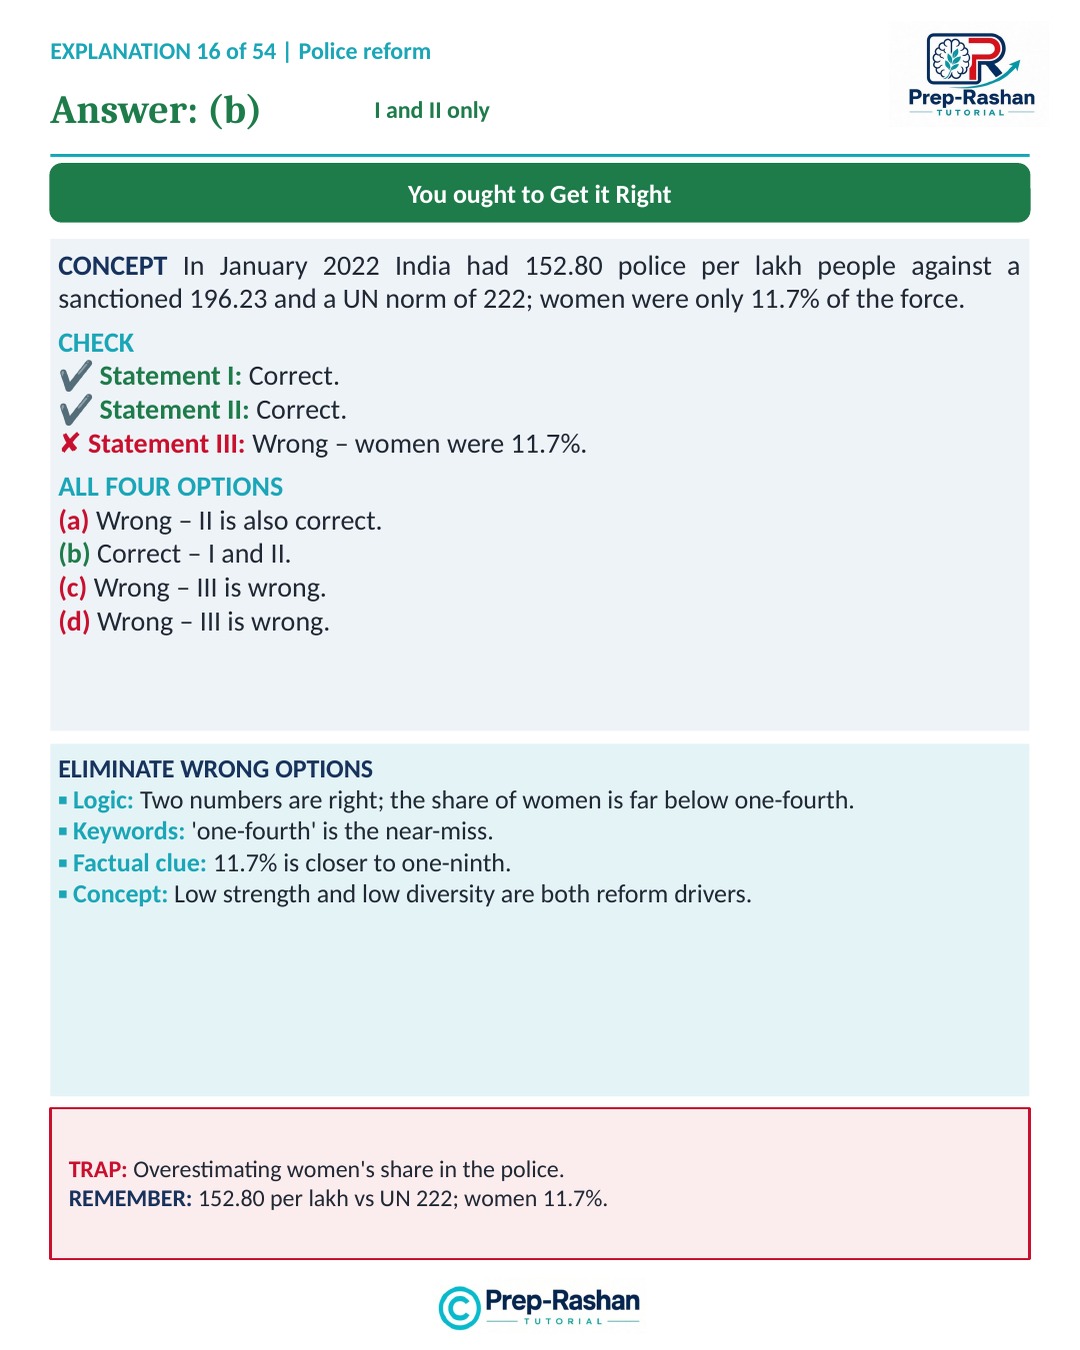 EXPLANATION 16 of 54 | Police reform
Answer: (b)
I and II only
Prep-Rashan
TUTORIAL
You ought to Get it Right
CONCEPT In January 2022 India had 152.80 police per lakh people against a
sanctioned 196.23 and a UN norm of 222; women were only 11.7% of the force.
CHECK
✔ Statement I: Correct.
✔ Statement II: Correct.
✘ Statement III: Wrong – women were 11.7%.
ALL FOUR OPTIONS
(a) Wrong – II is also correct.
(b) Correct – I and II.
(c) Wrong – III is wrong.
(d) Wrong – III is wrong.
ELIMINATE WRONG OPTIONS
▪ Logic: Two numbers are right; the share of women is far below one-fourth.
▪ Keywords: 'one-fourth' is the near-miss.
▪ Factual clue: 11.7% is closer to one-ninth.
▪ Concept: Low strength and low diversity are both reform drivers.
TRAP: Overestimating women's share in the police.
REMEMBER: 152.80 per lakh vs UN 222; women 11.7%.
© Prep-Rashan
TUTORIAL